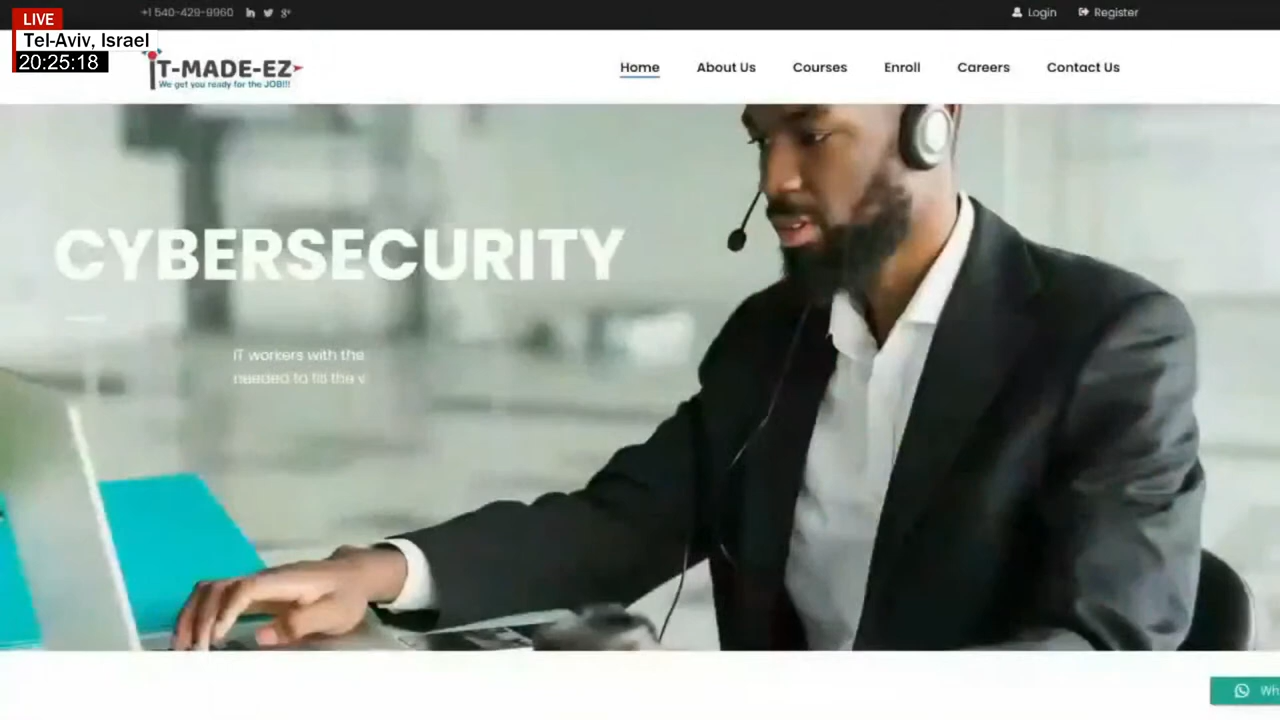 +1 540-429-9960
Login
Register
LIVE
Tel-Aviv, Israel
20:25:18
iT-MADE-EZ
We get you ready for the JOB!!!
Home
About Us
Courses
Enroll
Careers
Contact Us
CYBERSECURITY
IT workers with the
needed to fill the v
Wh